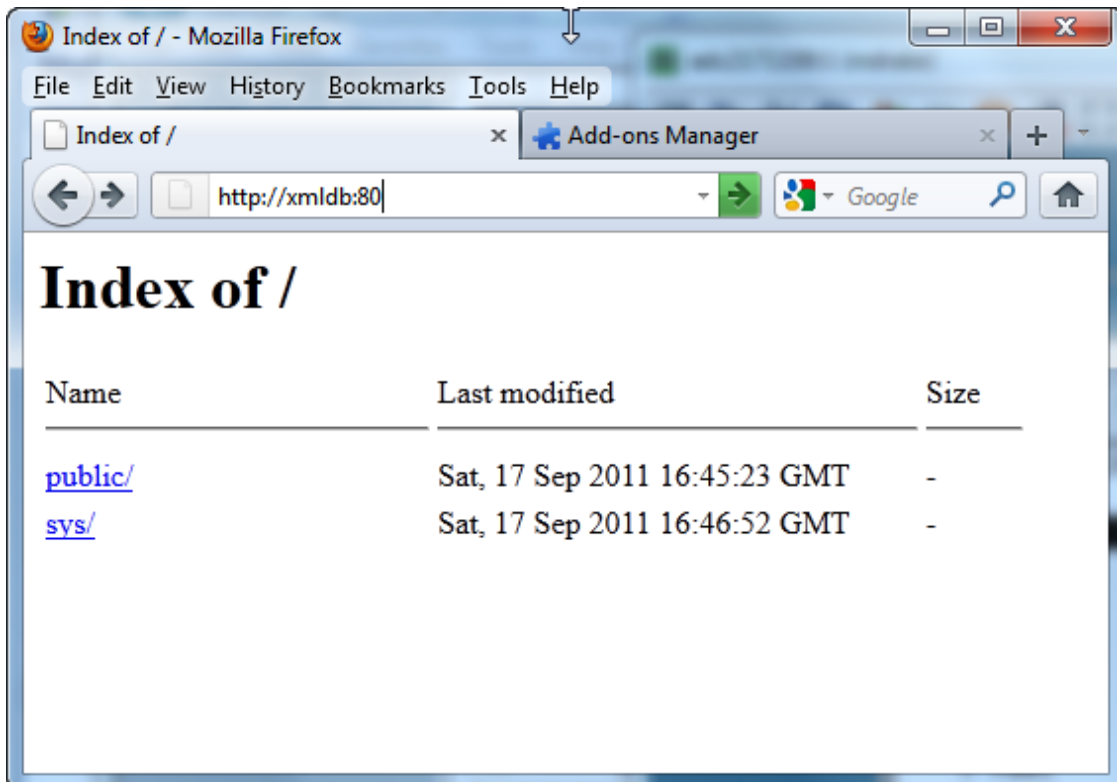 Index of / - Mozilla Firefox
File Edit View History Bookmarks Tools Help
Index of / Add-ons Manager
http://xmldb:80 Google
Index of /
Name Last modified Size
public/ Sat, 17 Sep 2011 16:45:23 GMT -
sys/ Sat, 17 Sep 2011 16:46:52 GMT -